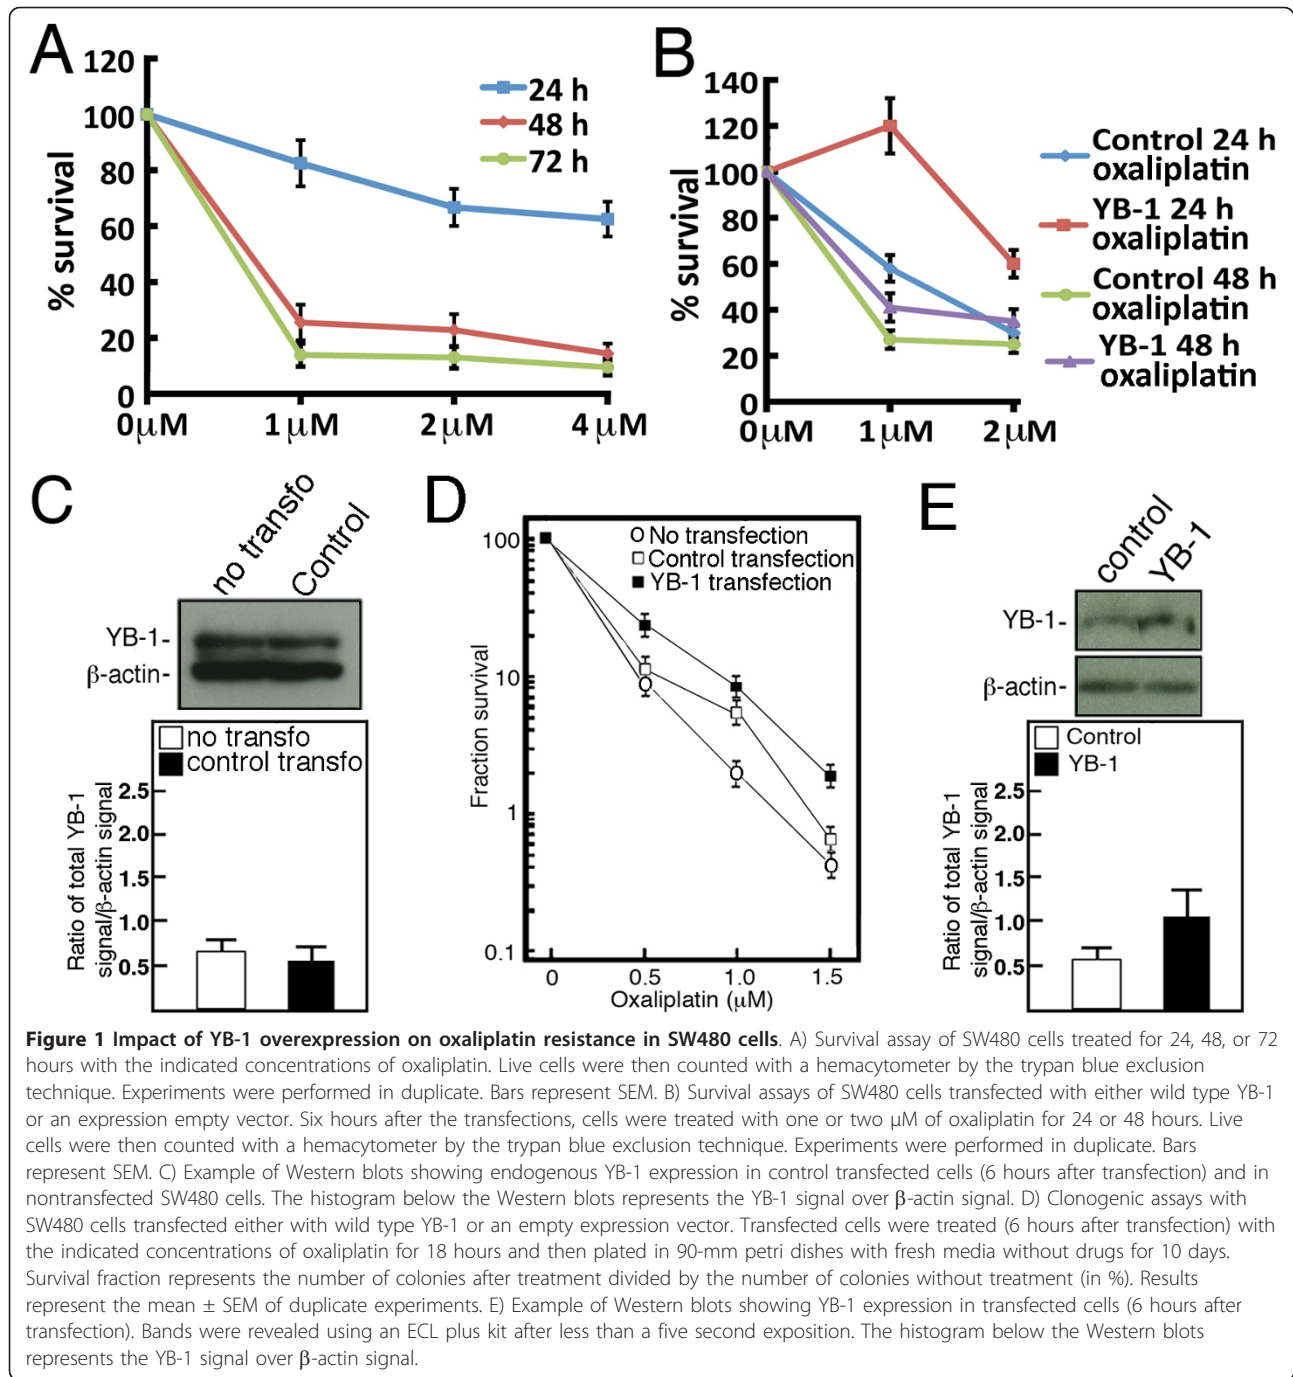 A
120
100
80
60
40
20
0
% survival
24 h
48 h
72 h
0μM
1μM
2μM
4 μM
B
140
120
100
80
60
40
20
0
% survival
Control 24 h
oxaliplatin
YB-1 24 h
oxaliplatin
Control 48 h
oxaliplatin
YB-1 48 h
oxaliplatin
0μM
1μM
2μM
C
no transfo
Control
YB-1-
β-actin-
no transfo
control transfo
2.5
2.0
1.5
1.0
0.5
Ratio of total YB-1
signal/β-actin signal
D
No transfection
Control transfection
YB-1 transfection
100
10
1
0.1
Fraction survival
0
0.5
1.0
1.5
Oxaliplatin (μM)
E
control
YB-1
YB-1-
β-actin-
Control
YB-1
2.5
2.0
1.5
1.0
0.5
Ratio of total YB-1
signal/β-actin signal
Figure 1 Impact of YB-1 overexpression on oxaliplatin resistance in SW480 cells. A) Survival assay of SW480 cells treated for 24, 48, or 72
hours with the indicated concentrations of oxaliplatin. Live cells were then counted with a hemacytometer by the trypan blue exclusion
technique. Experiments were performed in duplicate. Bars represent SEM. B) Survival assays of SW480 cells transfected with either wild type YB-1
or an expression empty vector. Six hours after the transfections, cells were treated with one or two μM of oxaliplatin for 24 or 48 hours. Live
cells were then counted with a hemacytometer by the trypan blue exclusion technique. Experiments were performed in duplicate. Bars
represent SEM. C) Example of Western blots showing endogenous YB-1 expression in control transfected cells (6 hours after transfection) and in
nontransfected SW480 cells. The histogram below the Western blots represents the YB-1 signal over β-actin signal. D) Clonogenic assays with
SW480 cells transfected either with wild type YB-1 or an empty expression vector. Transfected cells were treated (6 hours after transfection) with
the indicated concentrations of oxaliplatin for 18 hours and then plated in 90-mm petri dishes with fresh media without drugs for 10 days.
Survival fraction represents the number of colonies after treatment divided by the number of colonies without treatment (in %). Results
represent the mean ± SEM of duplicate experiments. E) Example of Western blots showing YB-1 expression in transfected cells (6 hours after
transfection). Bands were revealed using an ECL plus kit after less than a five second exposition. The histogram below the Western blots
represents the YB-1 signal over β-actin signal.